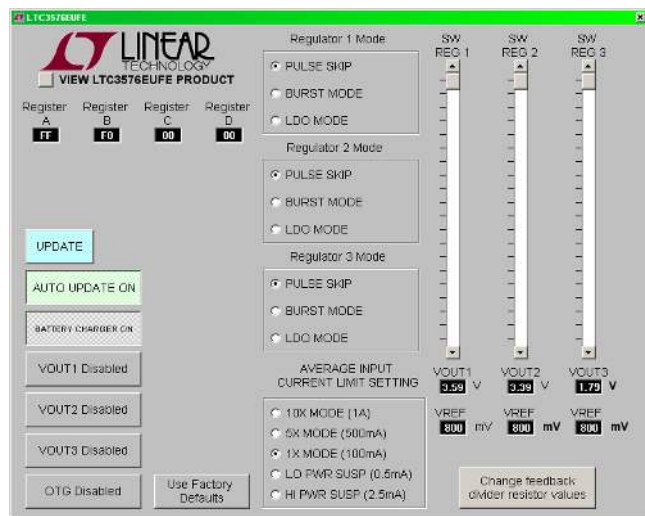 LTC3576EUFE
LINEAR
TECHNOLOGY
VIEW LTC3576EUFE PRODUCT
Register A
Register B
Register C
Register D
FF
F0
00
00
UPDATE
AUTO UPDATE ON
BATTERY CHARGER ON
VOUT1 Disabled
VOUT2 Disabled
VOUT3 Disabled
OTG Disabled
Use Factory
Defaults
Regulator 1 Mode
PULSE SKIP
BURST MODE
LDO MODE
Regulator 2 Mode
PULSE SKIP
BURST MODE
LDO MODE
Regulator 3 Mode
PULSE SKIP
BURST MODE
LDO MODE
AVERAGE INPUT
CURRENT LIMIT SETTING
10X MODE (1A)
5X MODE (500mA)
1X MODE (100mA)
LO PWR SUSP (0.5mA)
HI PWR SUSP (2.5mA)
SW
REG 1
SW
REG 2
SW
REG 3
VOUT1
3.59 V
VOUT2
3.39 V
VOUT3
1.79 V
VREF
800 mV
VREF
800 mV
VREF
800 mV
Change feedback
divider resistor values